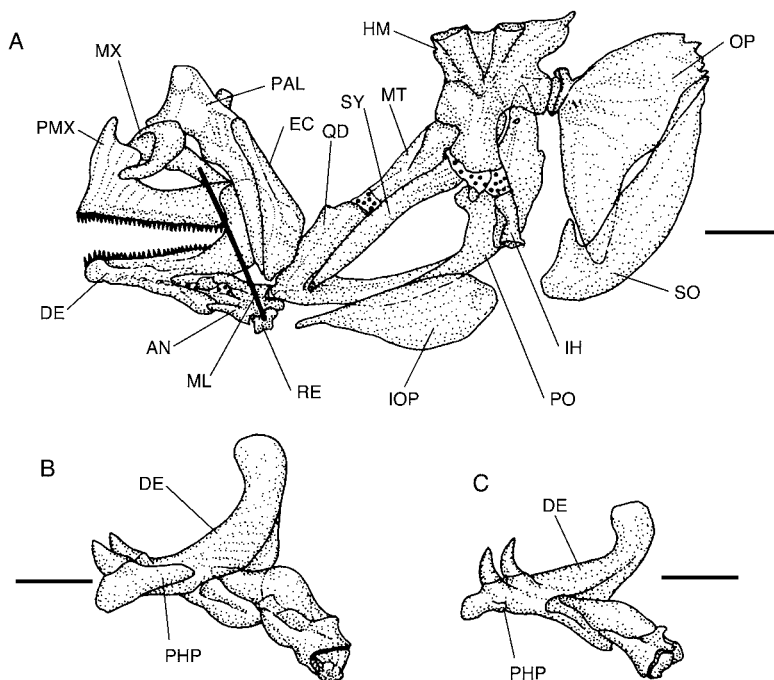 A
MX
PMX
PAL
EC
QD
SY
MT
HM
OP
DE
AN
ML
RE
IOP
PO
IH
SO
B
DE
PHP
C
DE
PHP